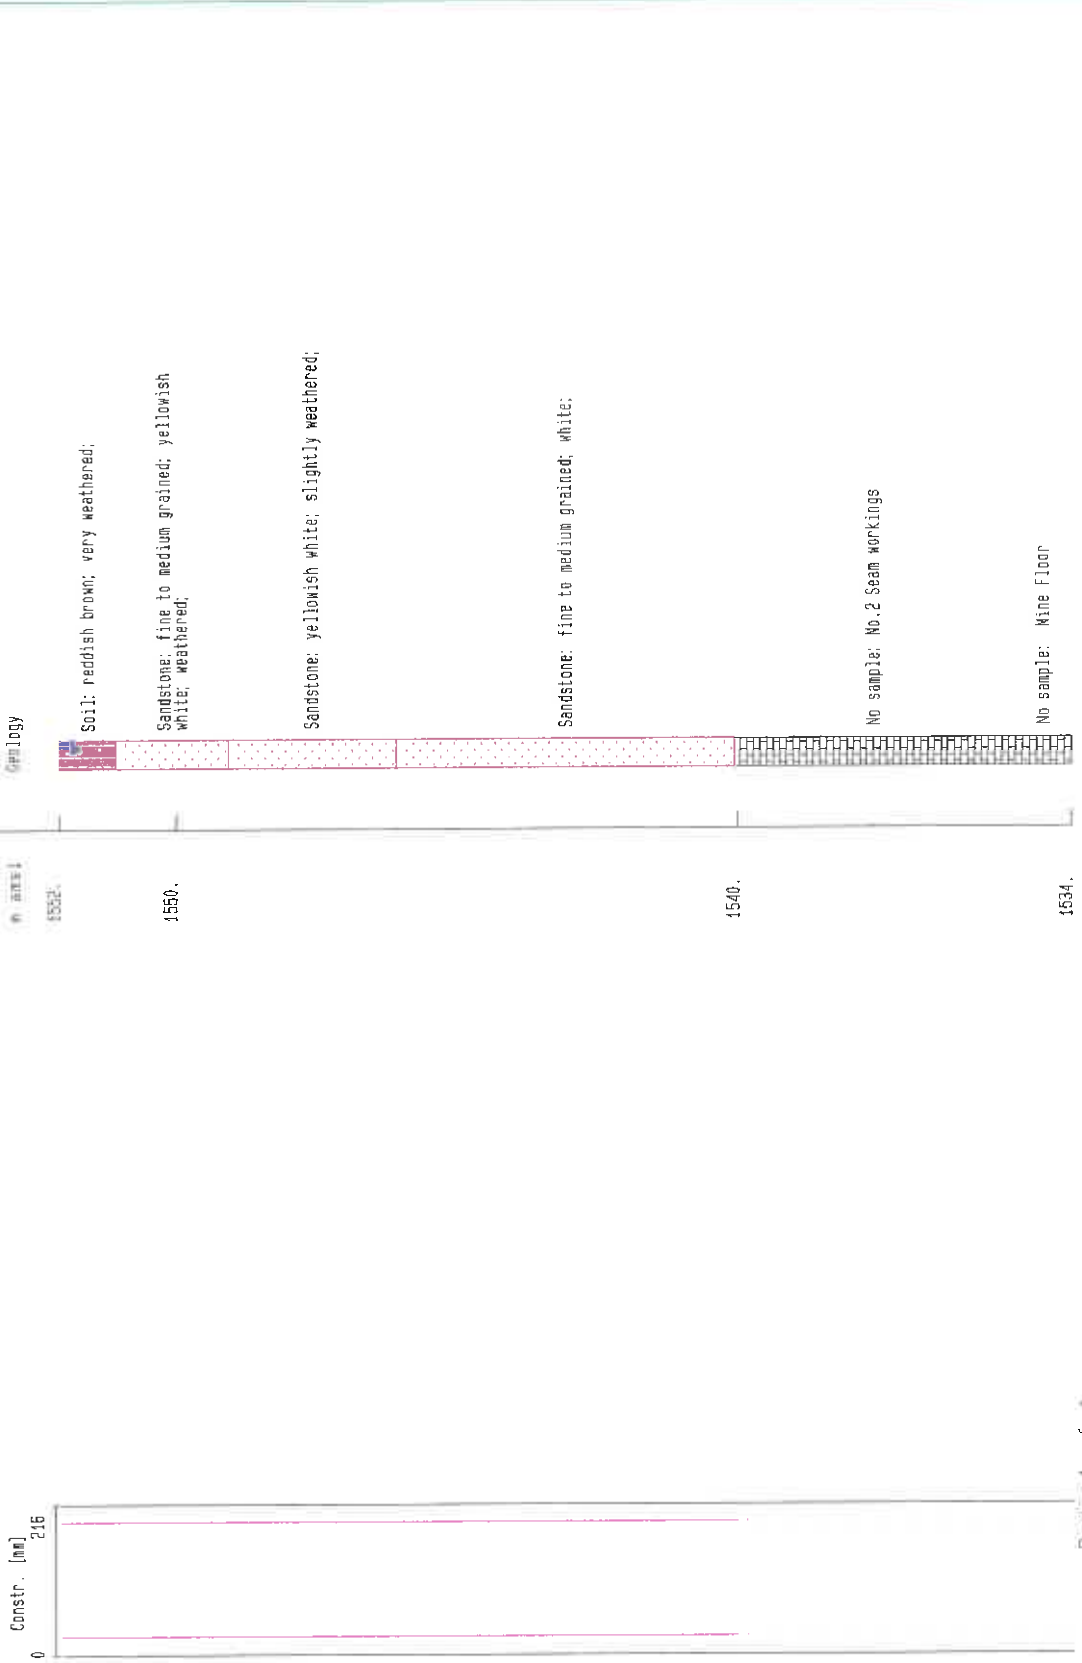 Constr. [mm]
0 216
m amsl
Geology
1552.
1550.
1540.
1534.
Soil: reddish brown; very weathered;
Sandstone: fine to medium grained; yellowish
white; weathered;
Sandstone: yellowish white; slightly weathered;
Sandstone: fine to medium grained; white;
No sample: No.2 Seam workings
No sample: Mine Floor